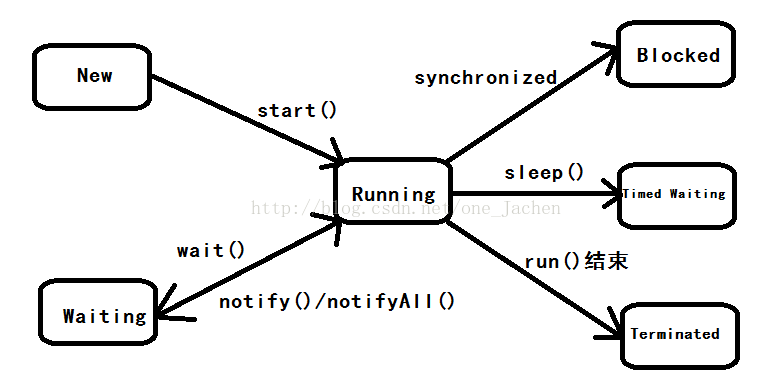 New
Blocked
synchronized
start()
sleep()
Running
Timed Waiting
http://blog.csdn.net/one_Jachen
wait()
run()结束
notify()/notifyAll()
Waiting
Terminated